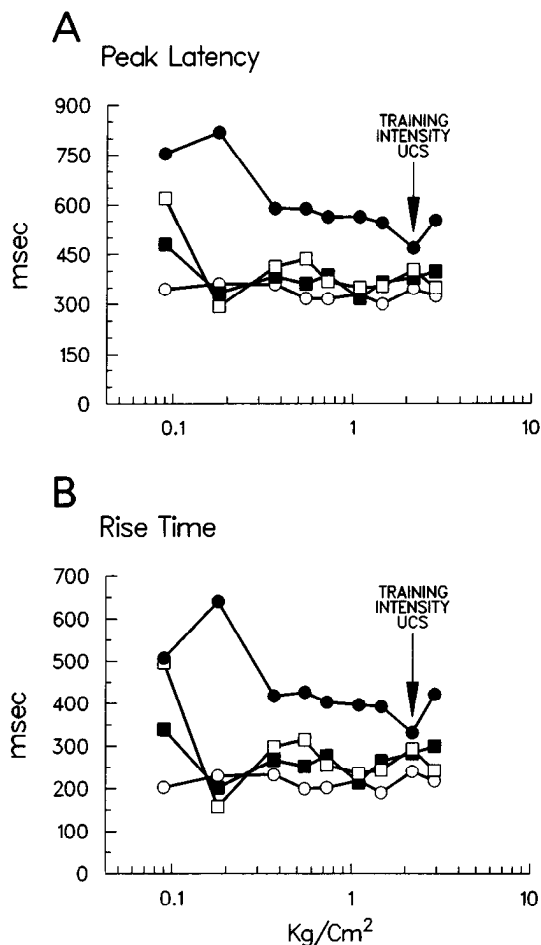 A
Peak Latency
900
750
600
450
300
150
0
msec
TRAINING
INTENSITY
UCS
0.1
1
10
B
Rise Time
700
600
500
400
300
200
100
0
msec
TRAINING
INTENSITY
UCS
0.1
1
10
Kg/Cm²